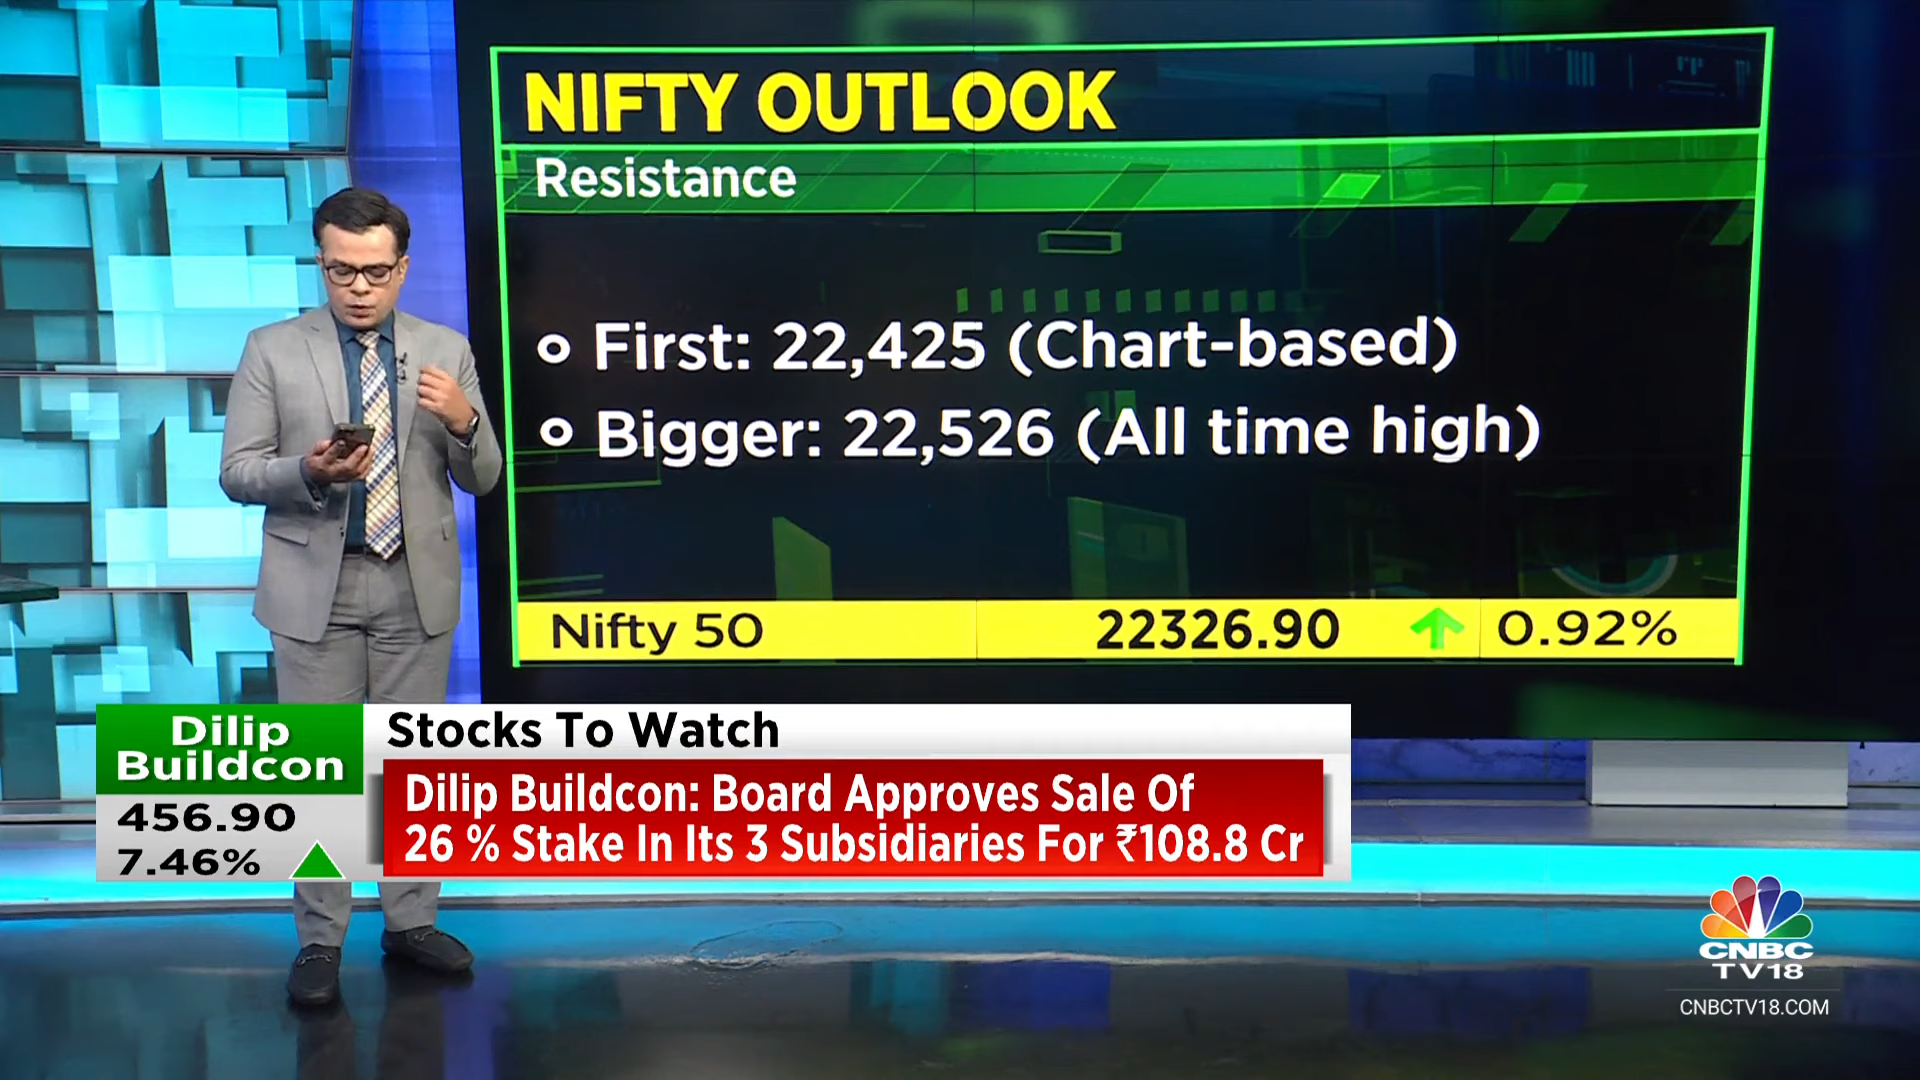 NIFTY OUTLOOK
Resistance
First: 22,425 (Chart-based)
Bigger: 22,526 (All time high)
Nifty 50 22326.90 0.92%
Dilip
Buildcon
456.90
7.46%
Stocks To Watch
Dilip Buildcon: Board Approves Sale Of
26 % Stake In Its 3 Subsidiaries For ₹108.8 Cr
CNBC
TV18
CNBCTV18.COM